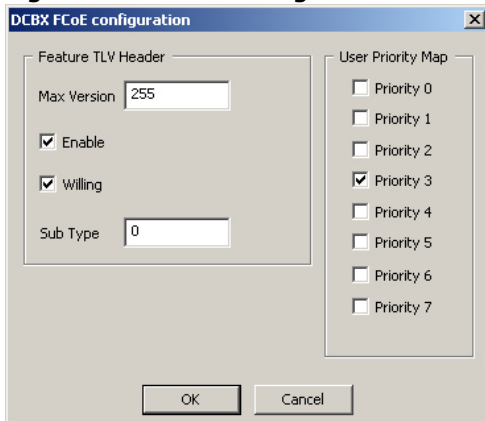 DCBX FCoE configuration
Feature TLV Header
Max Version 255
Enable
Willing
Sub Type 0
User Priority Map
Priority 0
Priority 1
Priority 2
Priority 3
Priority 4
Priority 5
Priority 6
Priority 7
OK Cancel